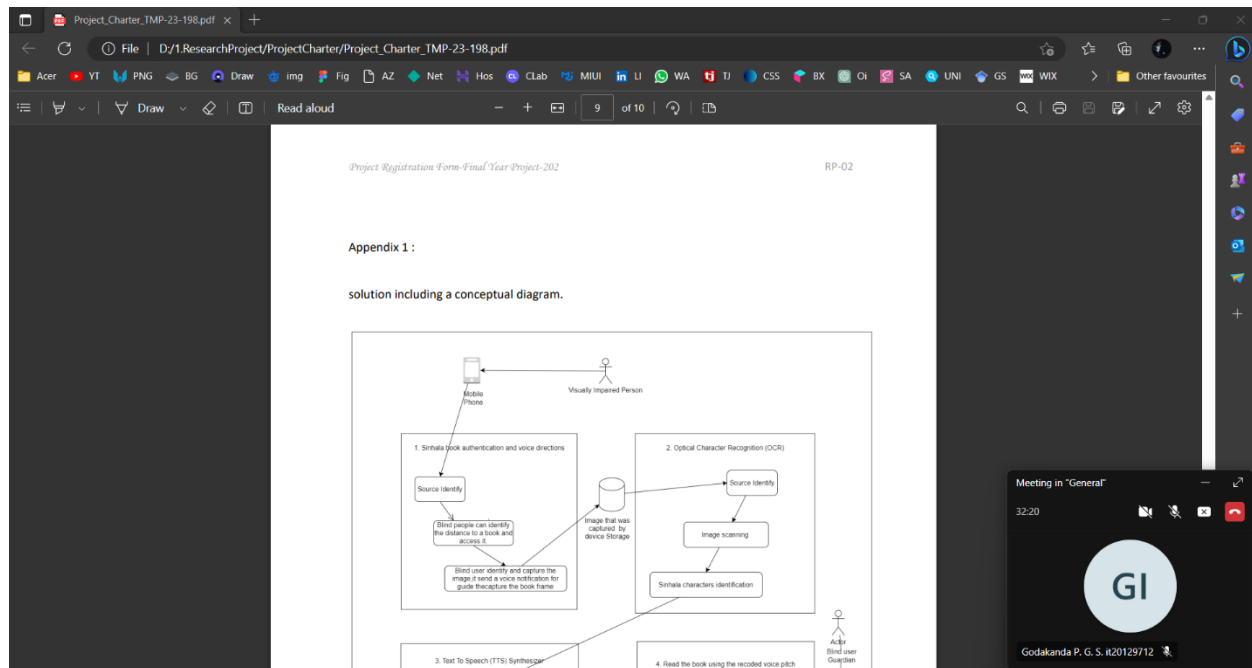 Project_Charter_TMP-23-198.pdf
File | D:/1.ResearchProject/ProjectCharter/Project_Charter_TMP-23-198.pdf
Acer YT PNG BG Draw img Fig AZ Net Hos CLab MIUI LI WA TJ CSS BX Oi SA UNI GS WIX Other favourites
Draw Read aloud 9 of 10
Project Registration Form-Final Year Project-202 RP-02
Appendix 1 :
solution including a conceptual diagram.
Mobile
Phone
Visually Impaired Person
1. Sinhala book authentication and voice directions
Source Identify
Blind people can identify
the distance to a book and
access it.
Blind user identify and capture the
image,it send a voice notification for
guide thecapture the book frame
Image that was
captured by
device Storage
2. Optical Character Recognition (OCR)
Source Identify
Image scanning
Sinhala characters identification
3. Text To Speech (TTS) Synthesizer
Actor
Blind user
Guardian
4. Read the book using the recoded voice pitch
Meeting in "General"
32:20
GI
Godakanda P. G. S. it20129712